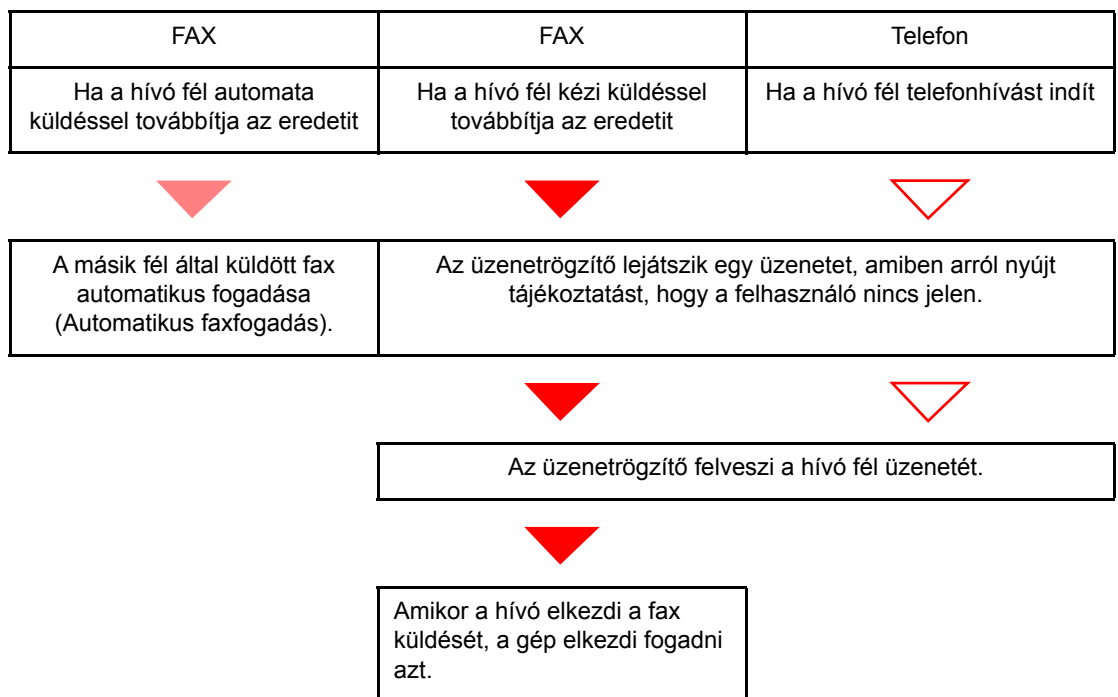 FAX
FAX
Telefon
Ha a hívó fél automata
küldéssel továbbítja az eredetit
Ha a hívó fél kézi küldéssel
továbbítja az eredetit
Ha a hívó fél telefonhívást indít
A másik fél által küldött fax
automatikus fogadása
(Automatikus faxfogadás).
Az üzenetrögzítő lejátszik egy üzenetet, amiben arról nyújt
tájékoztatást, hogy a felhasználó nincs jelen.
Az üzenetrögzítő felveszi a hívó fél üzenetét.
Amikor a hívó elkezdi a fax
küldését, a gép elkezdi fogadni
azt.